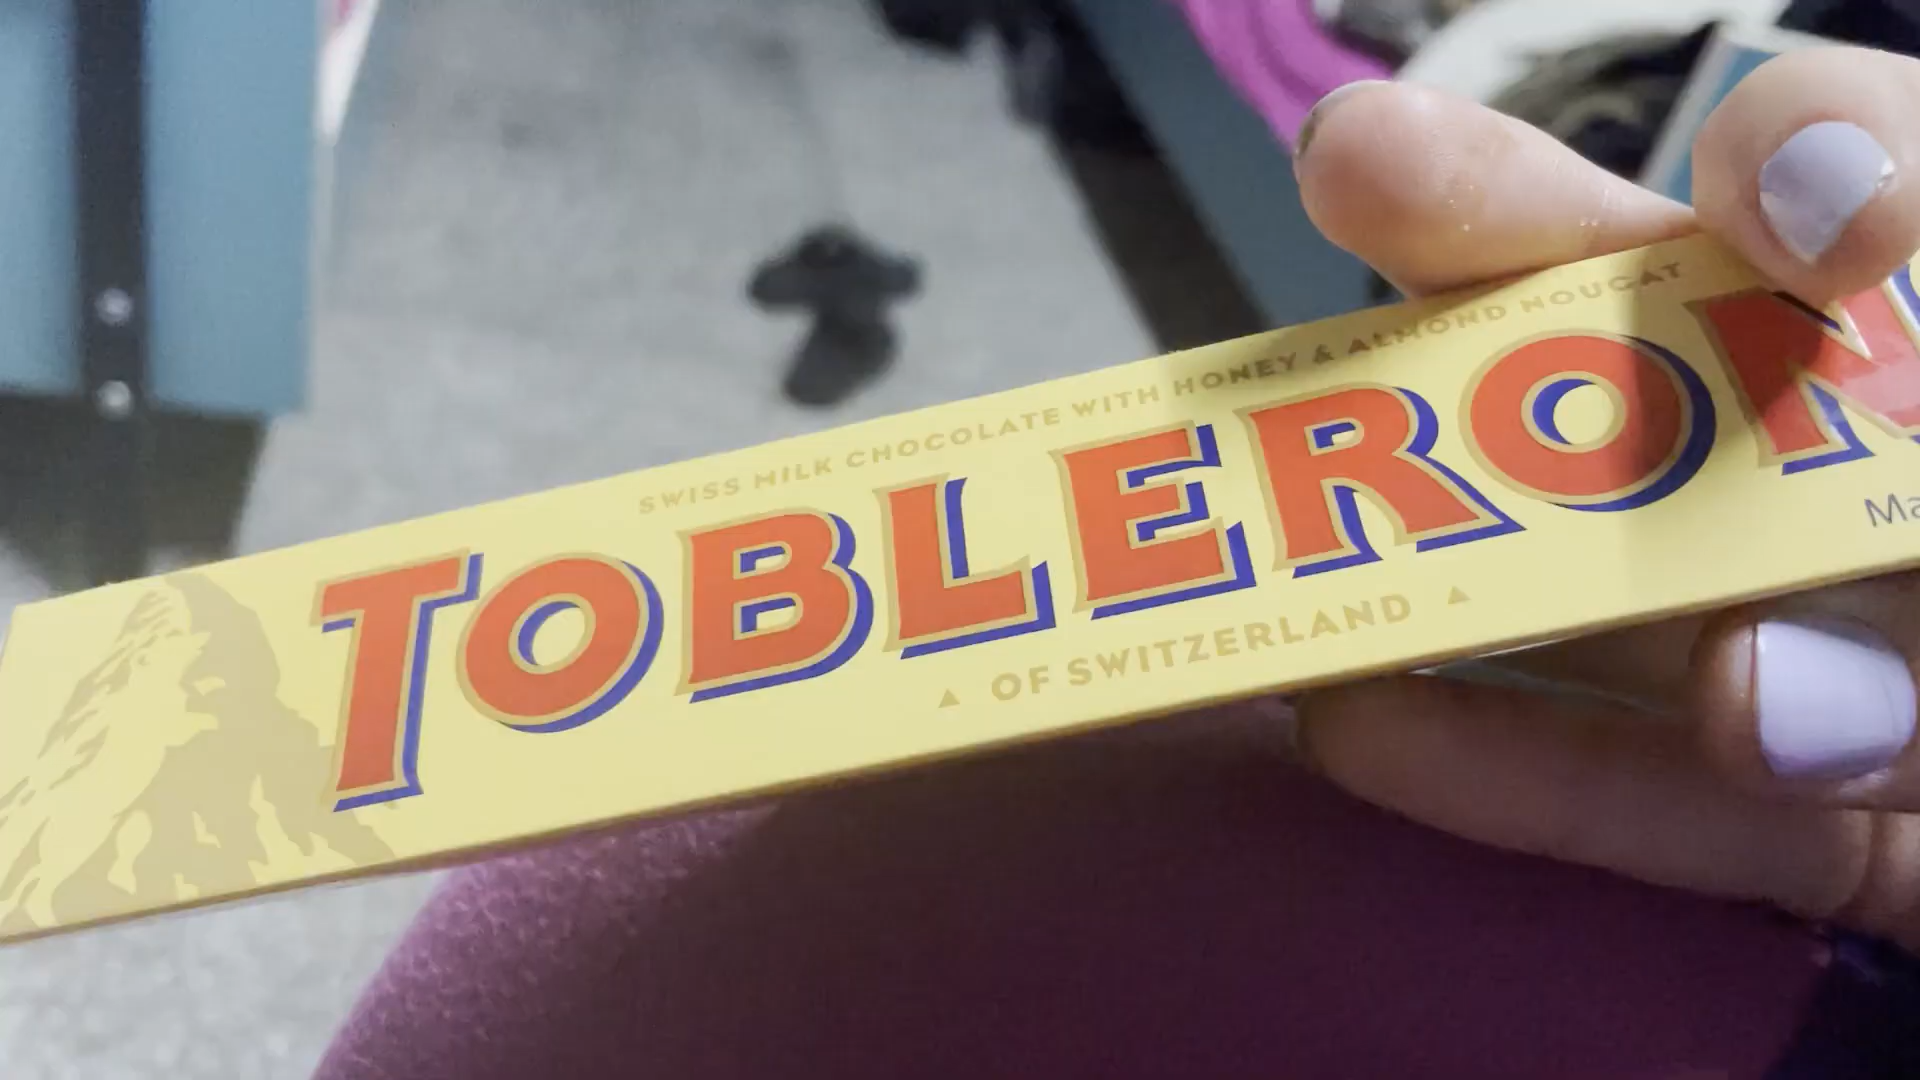 SWISS MILK CHOCOLATE WITH HONEY & ALMOND NOUGAT
TOBLERON
OF SWITZERLAND
Ma